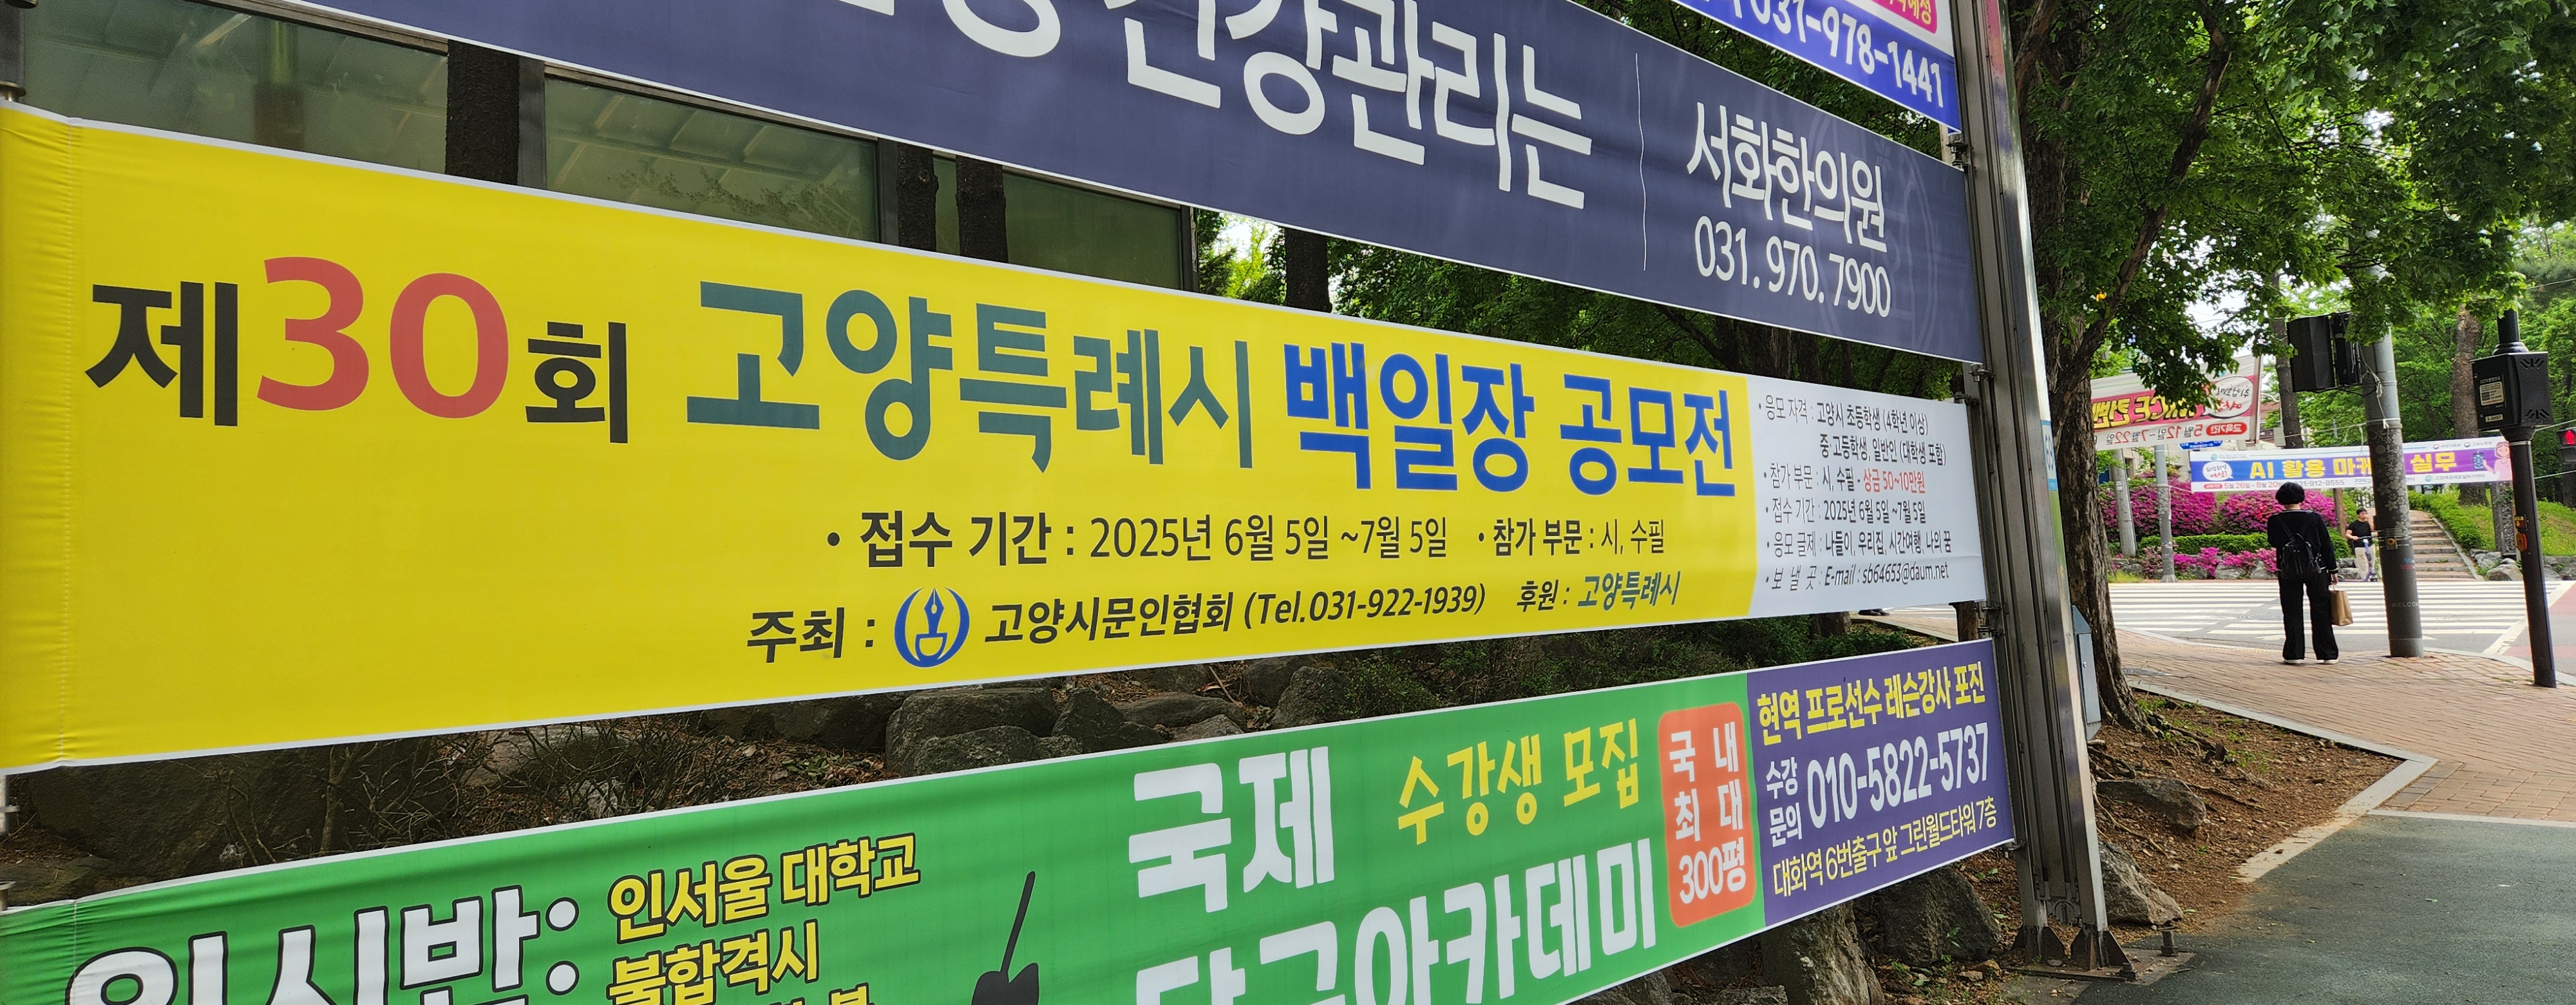 031-978-1441
건강관리는
서화한의원
031. 970. 7900
제30회 고양특례시 백일장 공모전
• 접수 기간 : 2025년 6월 5일 ~7월 5일 • 참가 부문 : 시, 수필
주최 : 고양시문인협회 (Tel.031-922-1939) 후원 : 고양특례시
• 응모 자격 : 고양시 초등학생 (4학년 이상)
중·고등학생, 일반인 (대학생 포함)
• 참가 부문 : 시, 수필 - 상금 50~10만원
• 접수 기간 : 2025년 6월 5일 ~7월 5일
• 응모 글제 : 나들이, 우리집, 시간여행, 나의 꿈
• 보 낼 곳 : E-mail : sb64653@daum.net
입시반:
인서울 대학교
불합격시
국제
수강생 모집
당구아카데미
국 내
최 대
300평
현역 프로선수 레슨강사 포진
수강
문의
010-5822-5737
대화역 6번출구 앞 그린월드타워 7층
AI 활용 마케 실무